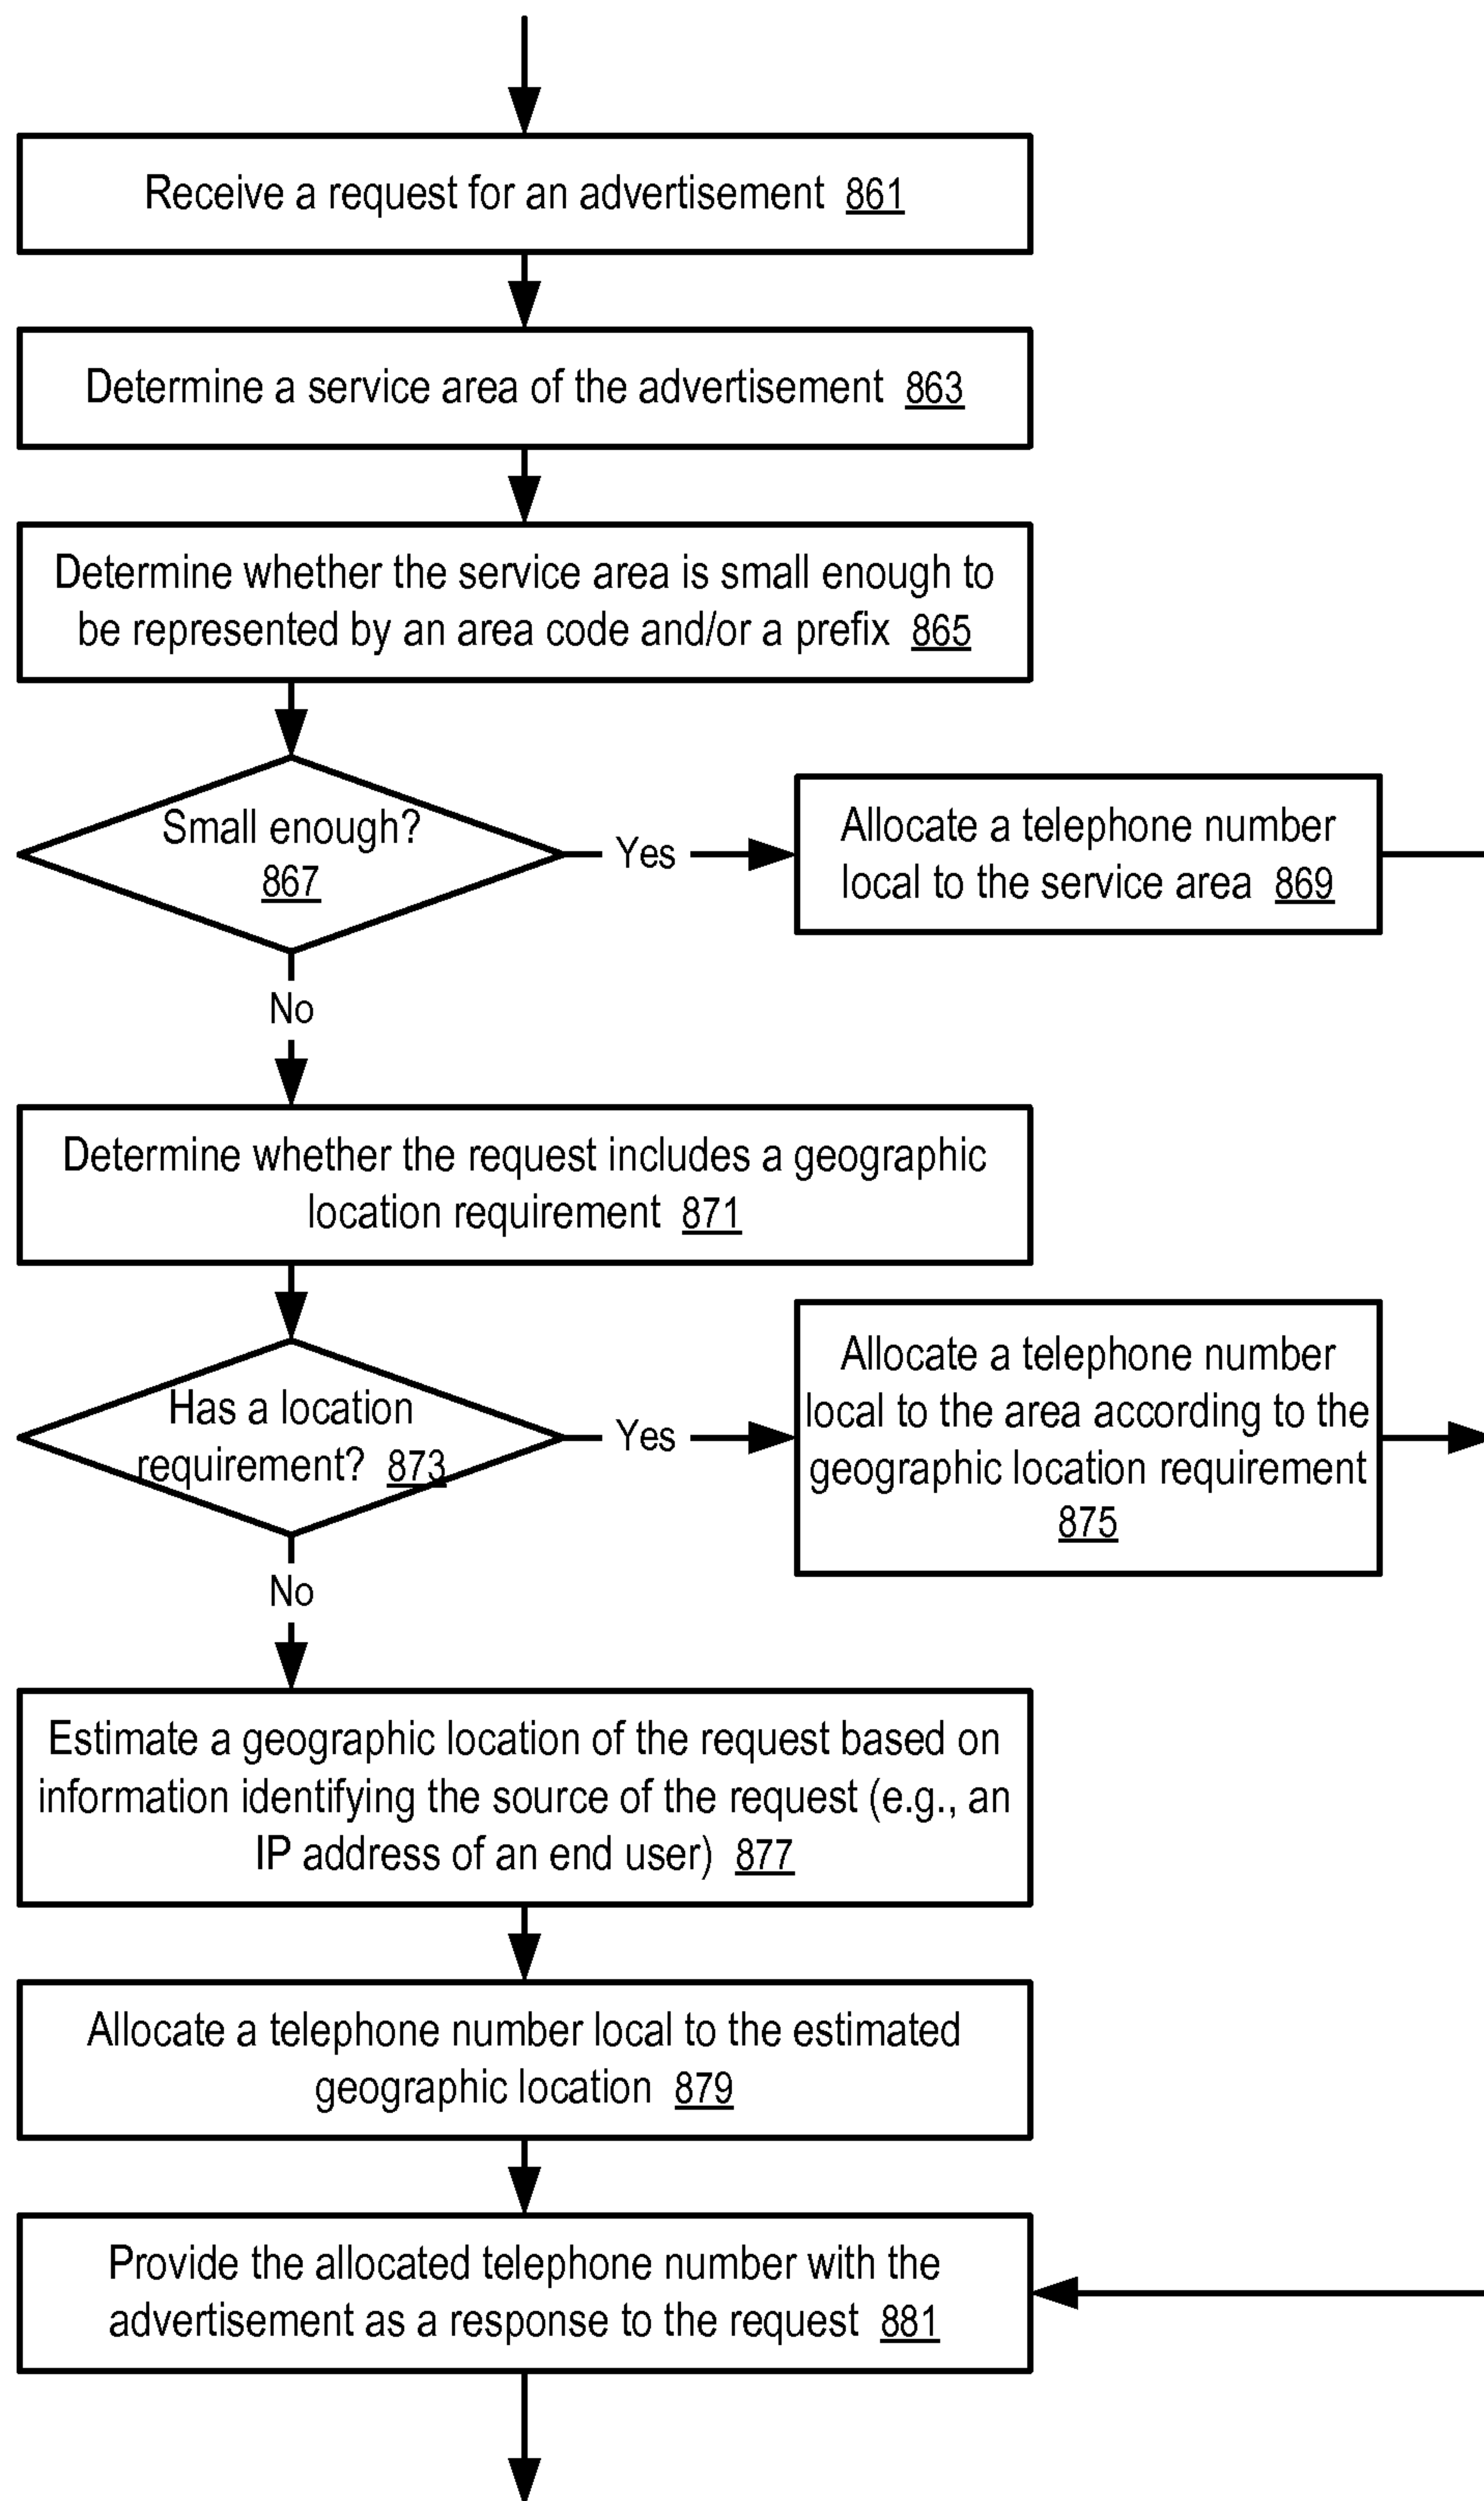 Receive a request for an advertisement 861
Determine a service area of the advertisement 863
Determine whether the service area is small enough to
be represented by an area code and/or a prefix 865
Small enough?
867
Yes
Allocate a telephone number
local to the service area 869
No
Determine whether the request includes a geographic
location requirement 871
Has a location
requirement? 873
Yes
Allocate a telephone number
local to the area according to the
geographic location requirement
875
No
Estimate a geographic location of the request based on
information identifying the source of the request (e.g., an
IP address of an end user) 877
Allocate a telephone number local to the estimated
geographic location 879
Provide the allocated telephone number with the
advertisement as a response to the request 881